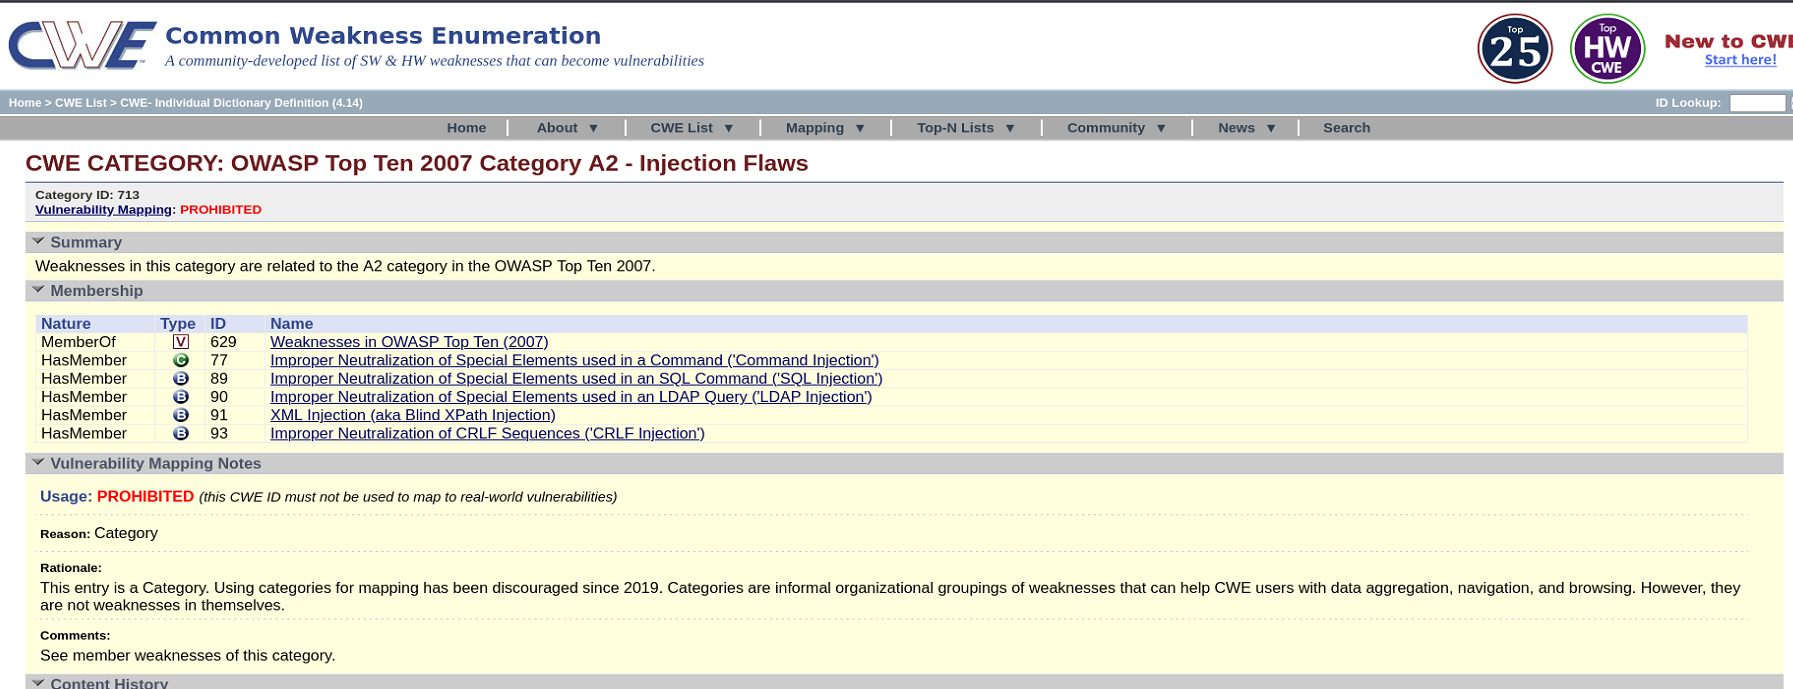 CWE
Common Weakness Enumeration
A community-developed list of SW & HW weaknesses that can become vulnerabilities
Top
25
Top
HW
CWE
New to CWE
Start here!
Home > CWE List > CWE- Individual Dictionary Definition (4.14)
ID Lookup:
Home | About ▼ | CWE List ▼ | Mapping ▼ | Top-N Lists ▼ | Community ▼ | News ▼ | Search
CWE CATEGORY: OWASP Top Ten 2007 Category A2 - Injection Flaws
Category ID: 713
Vulnerability Mapping: PROHIBITED
Summary
Weaknesses in this category are related to the A2 category in the OWASP Top Ten 2007.
Membership
Nature Type ID Name
MemberOf V 629 Weaknesses in OWASP Top Ten (2007)
HasMember C 77 Improper Neutralization of Special Elements used in a Command ('Command Injection')
HasMember B 89 Improper Neutralization of Special Elements used in an SQL Command ('SQL Injection')
HasMember B 90 Improper Neutralization of Special Elements used in an LDAP Query ('LDAP Injection')
HasMember B 91 XML Injection (aka Blind XPath Injection)
HasMember B 93 Improper Neutralization of CRLF Sequences ('CRLF Injection')
Vulnerability Mapping Notes
Usage: PROHIBITED (this CWE ID must not be used to map to real-world vulnerabilities)
Reason: Category
Rationale:
This entry is a Category. Using categories for mapping has been discouraged since 2019. Categories are informal organizational groupings of weaknesses that can help CWE users with data aggregation, navigation, and browsing. However, they
are not weaknesses in themselves.
Comments:
See member weaknesses of this category.
Content History